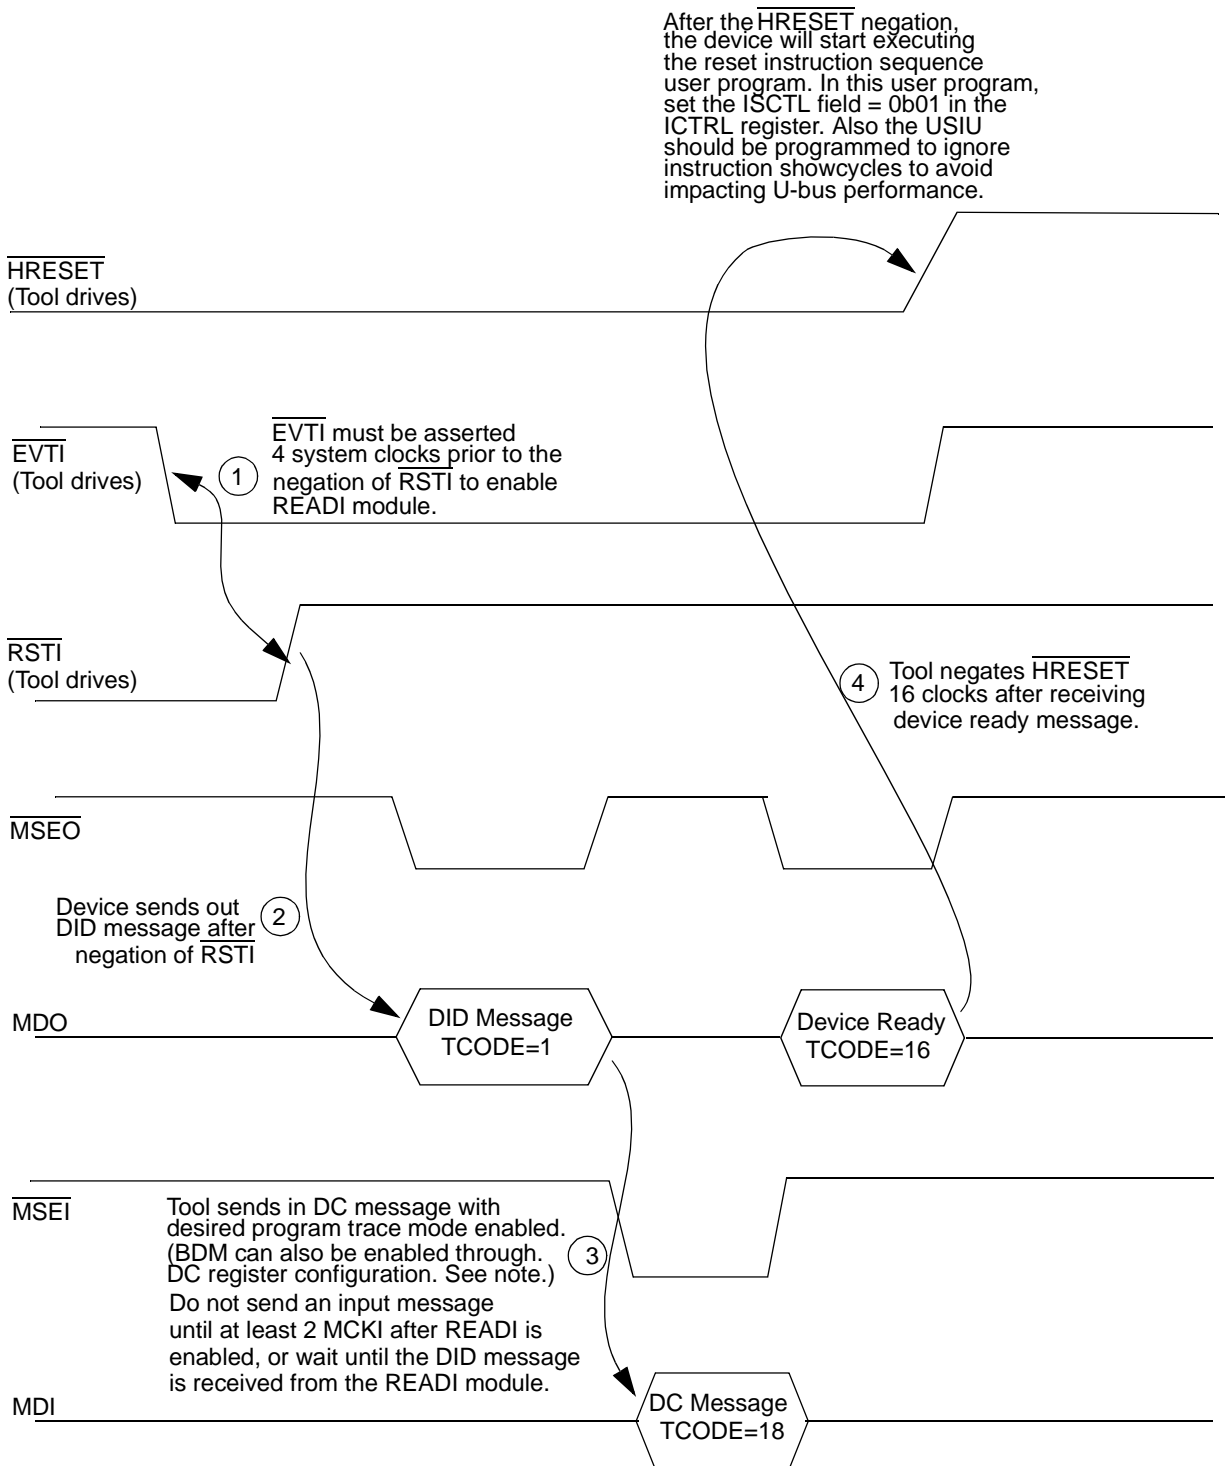 After the HRESET negation,
the device will start executing
the reset instruction sequence
user program. In this user program,
set the ISCTL field = 0b01 in the
ICTRL register. Also the USIU
should be programmed to ignore
instruction showcycles to avoid
impacting U-bus performance.
HRESET
(Tool drives)
EVTI
(Tool drives)
1
EVTI must be asserted
4 system clocks prior to the
negation of RSTI to enable
READI module.
RSTI
(Tool drives)
4
Tool negates HRESET
16 clocks after receiving
device ready message.
MSEO
Device sends out
DID message after
negation of RSTI
2
MDO
DID Message
TCODE=1
Device Ready
TCODE=16
MSEI
Tool sends in DC message with
desired program trace mode enabled.
(BDM can also be enabled through.
DC register configuration. See note.)
3
Do not send an input message
until at least 2 MCKI after READI is
enabled, or wait until the DID message
is received from the READI module.
MDI
DC Message
TCODE=18